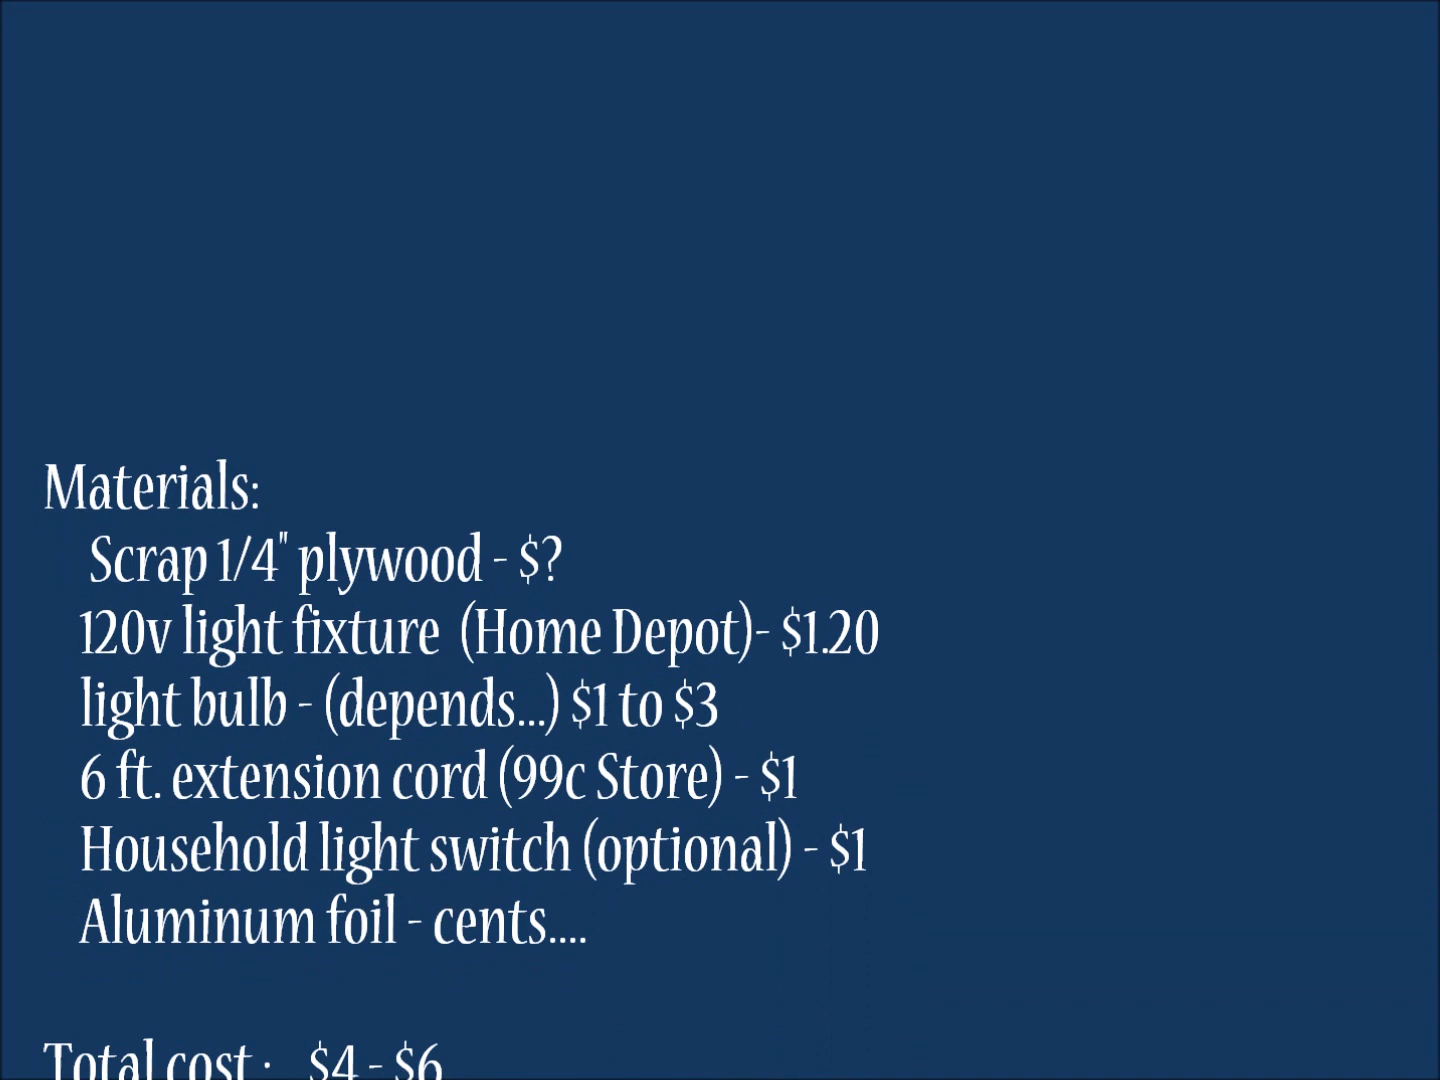 Materials:
Scrap 1/4" plywood - $?
120v light fixture (Home Depot)- $1.20
light bulb - (depends...) $1 to $3
6 ft. extension cord (99c Store) - $1
Household light switch (optional) - $1
Aluminum foil - cents....
Total cost : $4 - $6